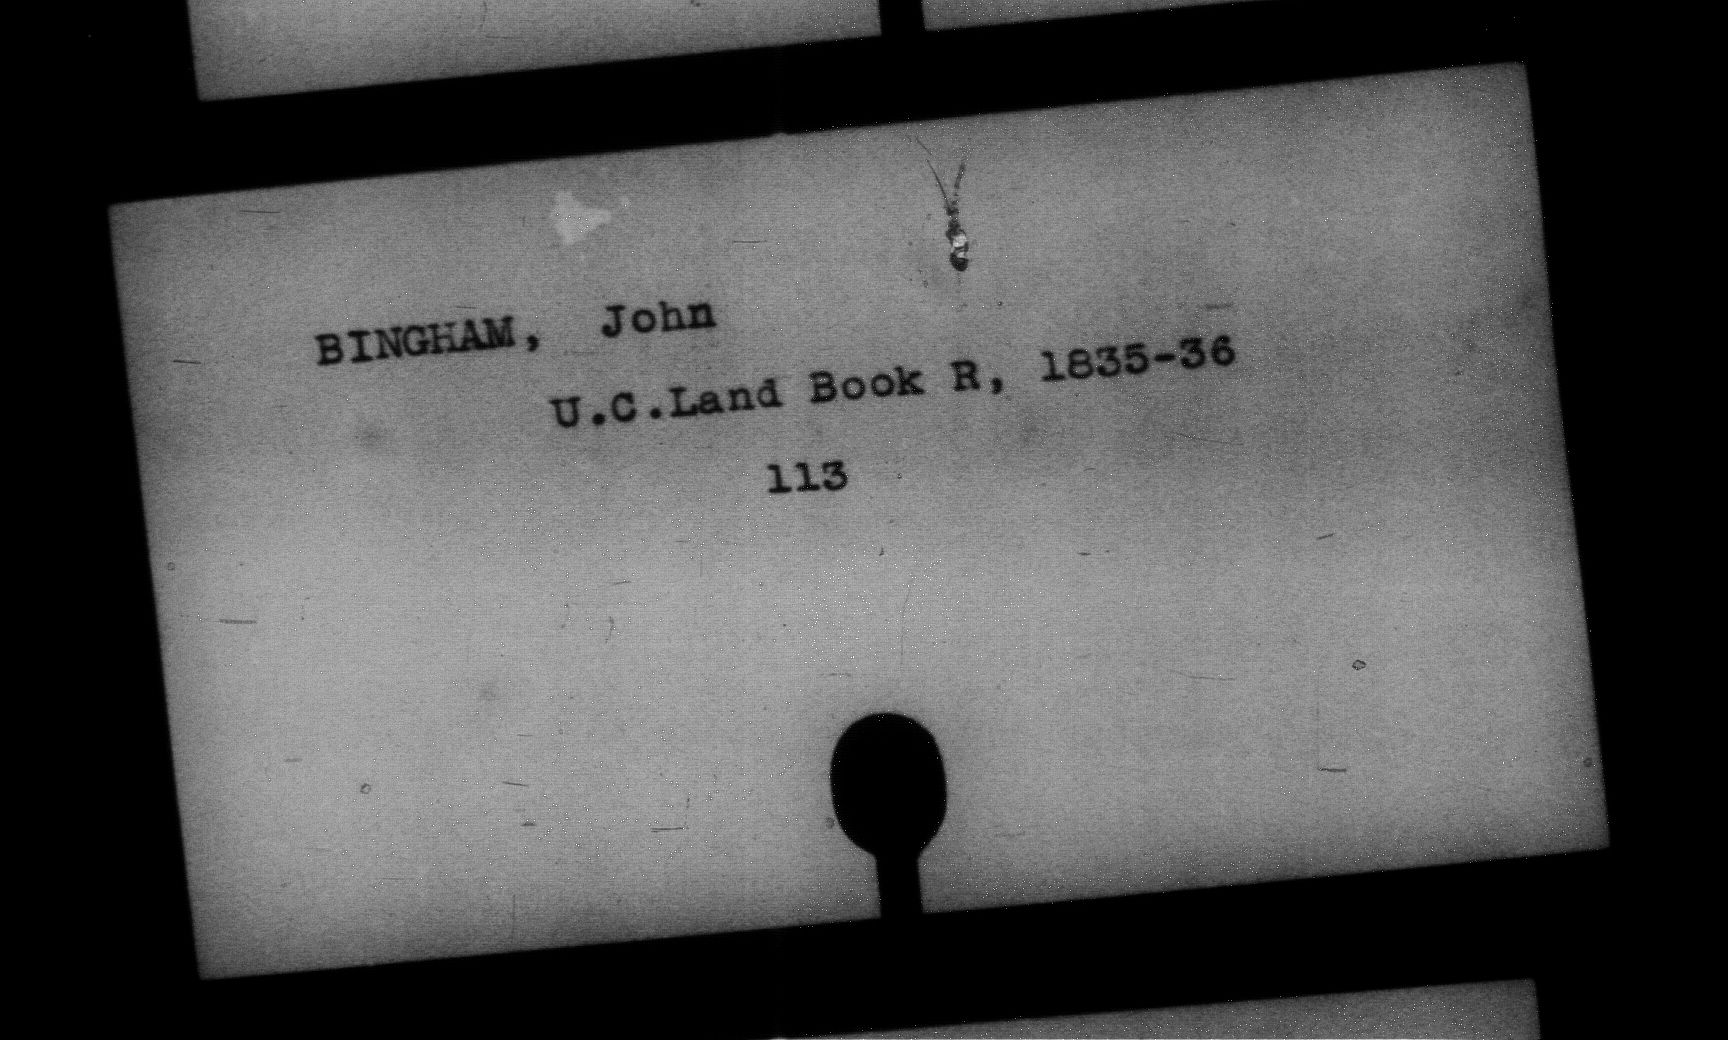 BINGHAM, John
U.C.Land Book R, 1835-36
113